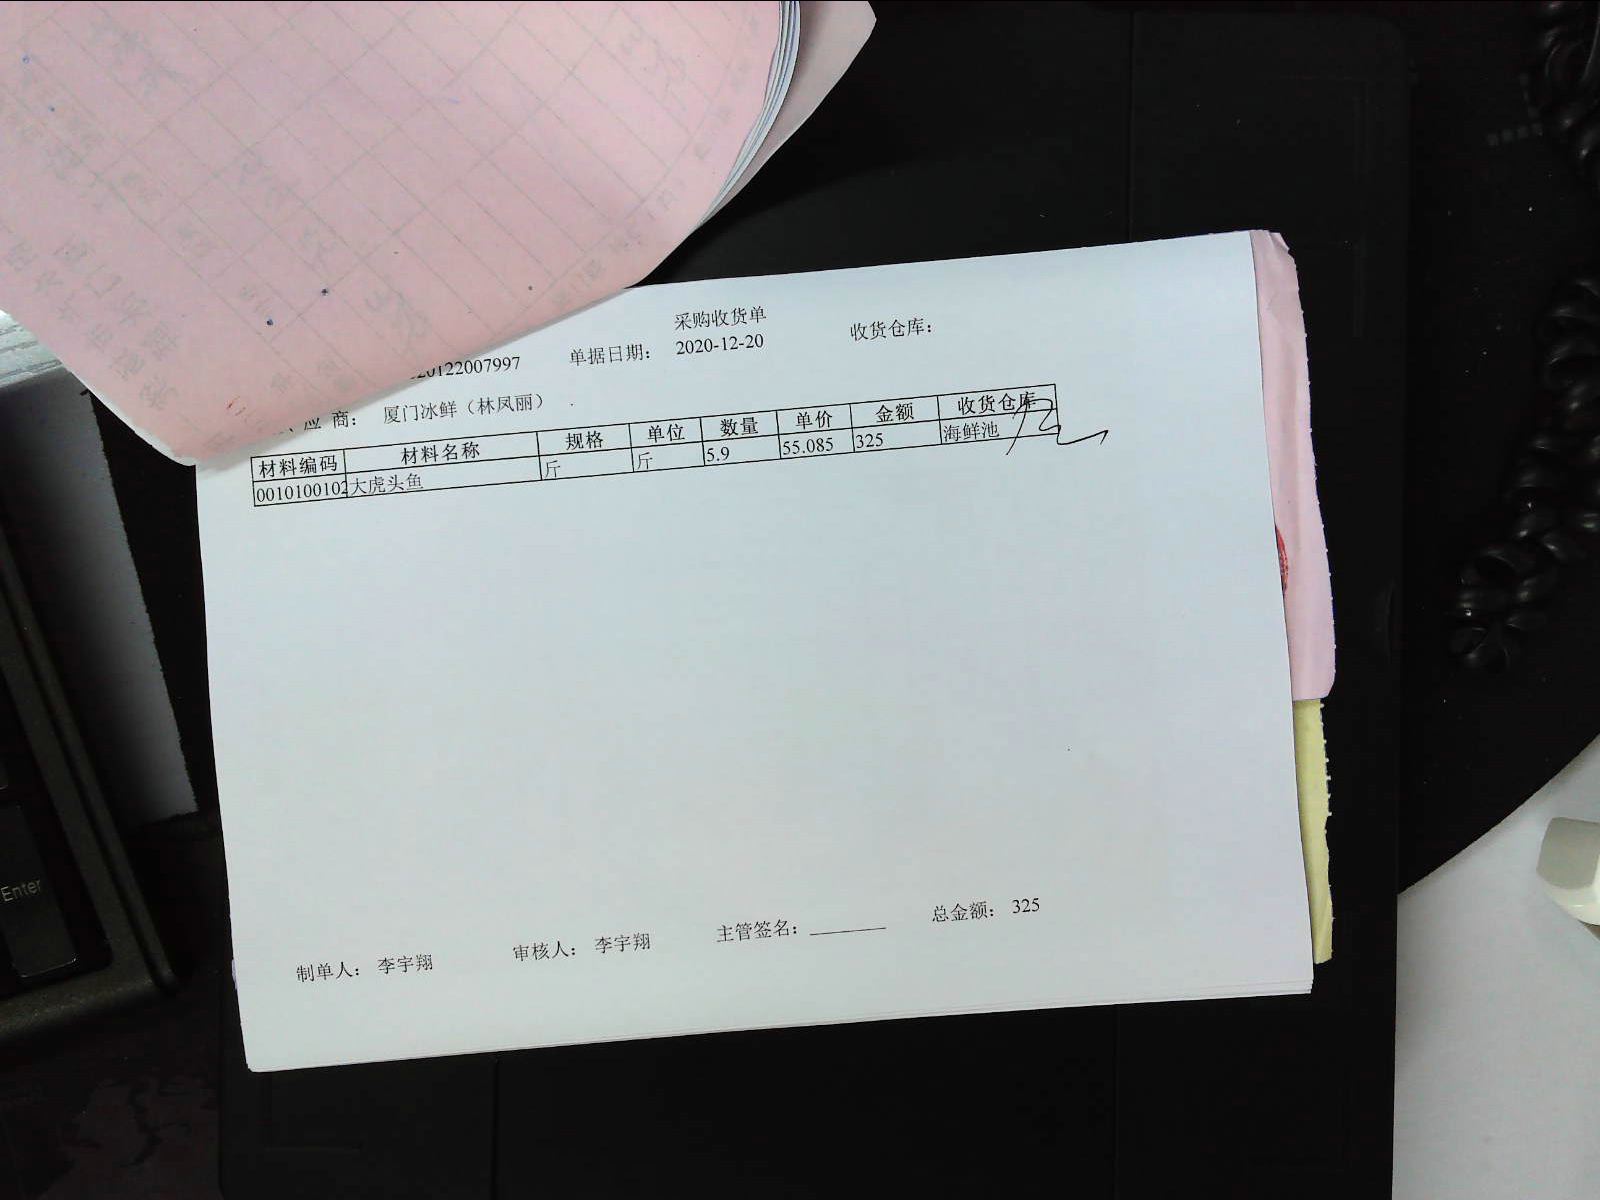 采购收货单
20122007997 单据日期： 2020-12-20 收货仓库：
应 商： 厦门冰鲜（林凤丽）
材料编码 材料名称 规格 单位 数量 单价 金额 收货仓库
0010100102 大虎头鱼 斤 斤 5.9 55.085 325 海鲜池
制单人： 李宇翔 审核人： 李宇翔 主管签名： 总金额： 325
Enter